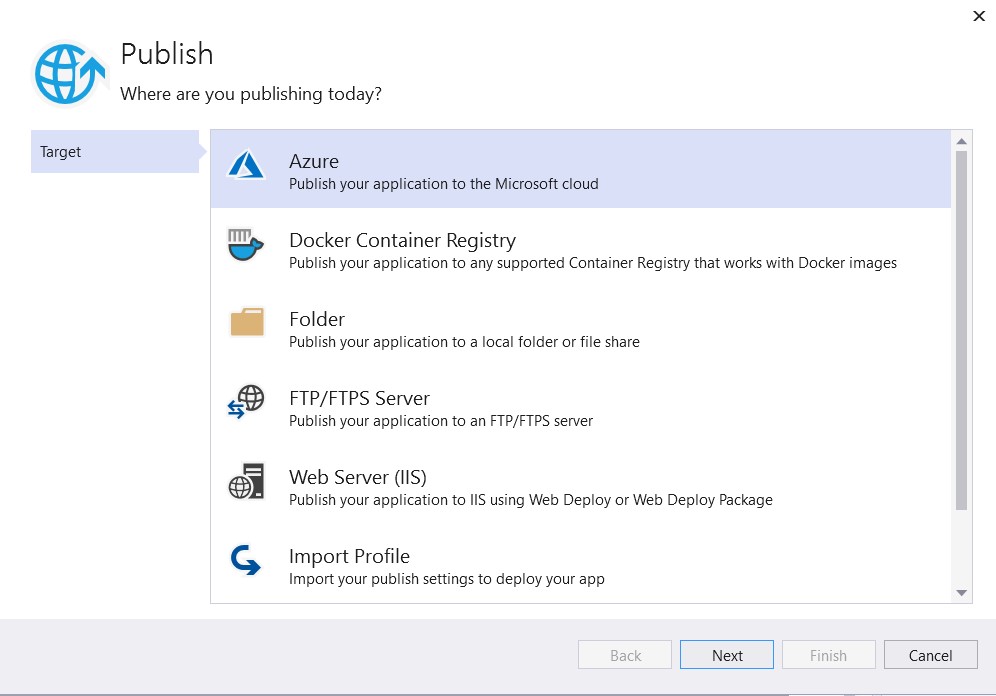 Publish
Where are you publishing today?
Target
Azure
Publish your application to the Microsoft cloud
Docker Container Registry
Publish your application to any supported Container Registry that works with Docker images
Folder
Publish your application to a local folder or file share
FTP/FTPS Server
Publish your application to an FTP/FTPS server
Web Server (IIS)
Publish your application to IIS using Web Deploy or Web Deploy Package
Import Profile
Import your publish settings to deploy your app
Back Next Finish Cancel